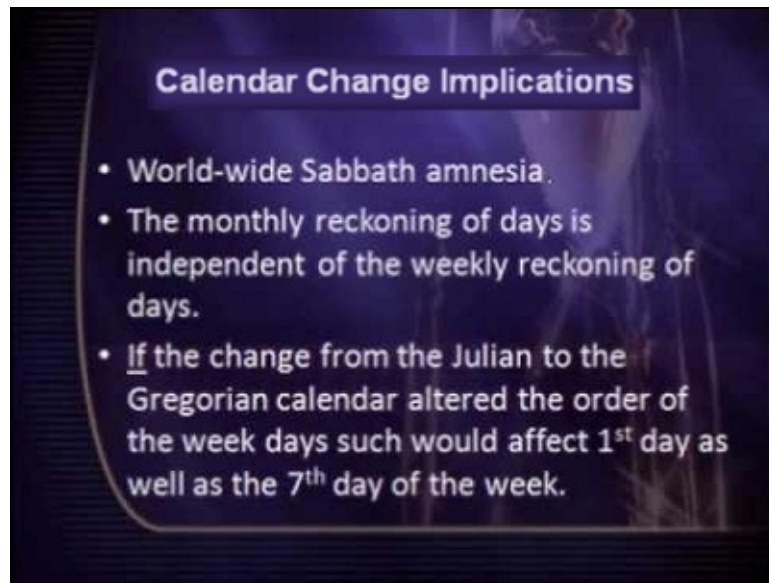 Calendar Change Implications
• World-wide Sabbath amnesia.
• The monthly reckoning of days is
independent of the weekly reckoning of
days.
• If the change from the Julian to the
Gregorian calendar altered the order of
the week days such would affect 1st day as
well as the 7th day of the week.